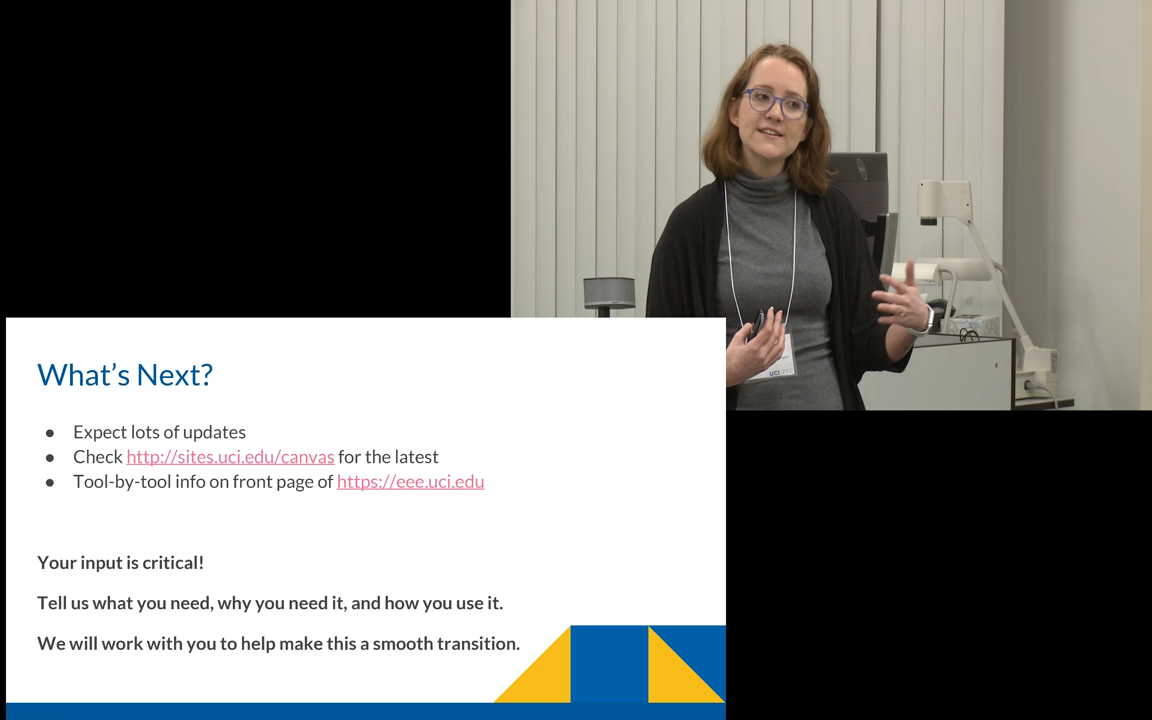 UCI
What's Next?
● Expect lots of updates
● Check http://sites.uci.edu/canvas for the latest
● Tool-by-tool info on front page of https://eee.uci.edu
Your input is critical!
Tell us what you need, why you need it, and how you use it.
We will work with you to help make this a smooth transition.